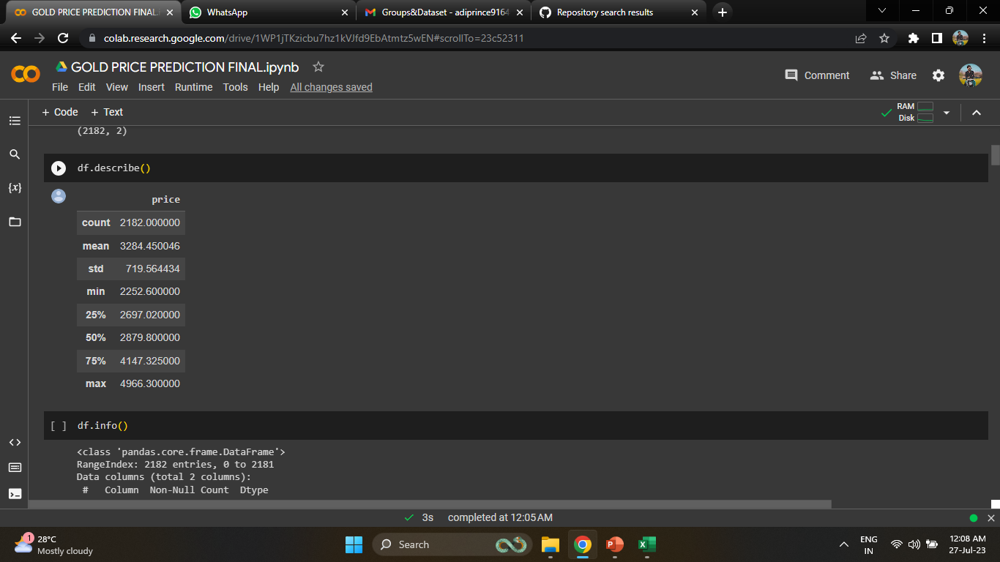 GOLD PRICE PREDICTION FINAL.
WhatsApp
Groups&Dataset - adiprince9164
Repository search results
colab.research.google.com/drive/1WP1jTKzicbu7hz1kVJfd9EbAtmtz5wEN#scrollTo=23c52311
GOLD PRICE PREDICTION FINAL.ipynb
Comment
Share
File Edit View Insert Runtime Tools Help All changes saved
+ Code + Text
RAM
Disk
(2182, 2)
df.describe()
price
count 2182.000000
mean 3284.450046
std 719.564434
min 2252.600000
25% 2697.020000
50% 2879.800000
75% 4147.325000
max 4966.300000
[ ] df.info()
<class 'pandas.core.frame.DataFrame'>
RangeIndex: 2182 entries, 0 to 2181
Data columns (total 2 columns):
# Column Non-Null Count Dtype
3s completed at 12:05 AM
1
28°C
Mostly cloudy
Search
ENG
IN
12:08 AM
27-Jul-23